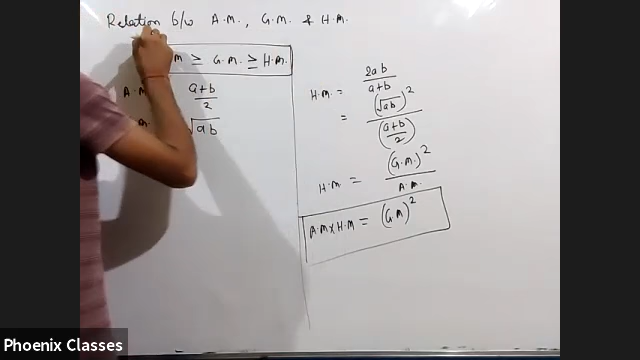 Relation b/w A.M., G.M. & H.M.
M ≥ G.M. ≥ H.M.
A.M
a+b
2
√ab
H.M. = 2ab
a+b
= (√ab)²
(a+b
2)
H.M = (G.M.)²
A.M.
A.M x H.M = (G.M)²
Phoenix Classes